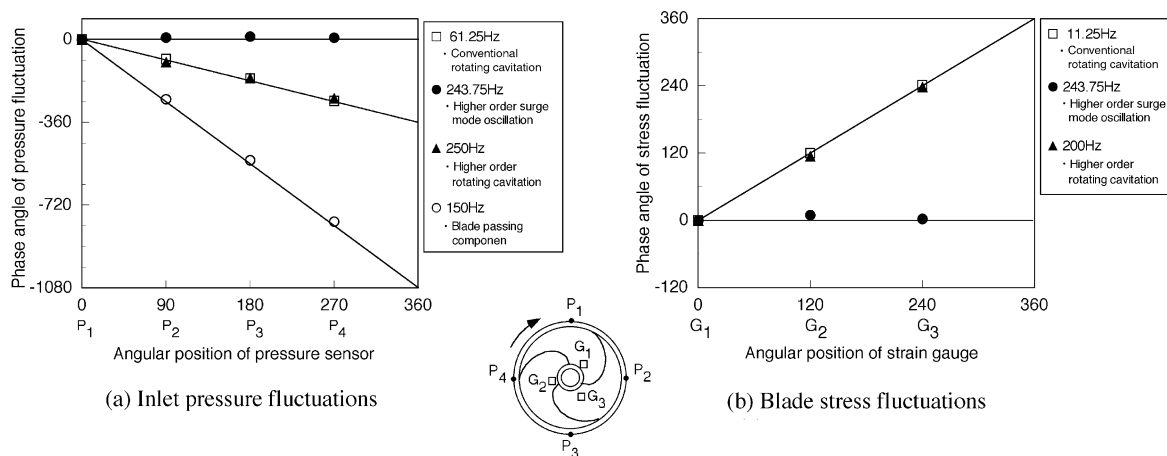 Phase angle of pressure fluctuation
0
-360
-720
-1080
0 90 180 270 360
P1 P2 P3 P4
Angular position of pressure sensor
61.25Hz
· Conventional
rotating cavitation
243.75Hz
· Higher order surge
mode oscillation
250Hz
· Higher order
rotating cavitation
150Hz
· Blade passing
componen
(a) Inlet pressure fluctuations
P1
G1
P4
G2
P2
G3
P3
Phase angle of stress fluctuation
360
240
120
0
-120
0 120 240 360
G1 G2 G3
Angular position of strain gauge
11.25Hz
· Conventional
rotating cavitation
243.75Hz
· Higher order surge
mode oscillation
200Hz
· Higher order
rotating cavitation
(b) Blade stress fluctuations